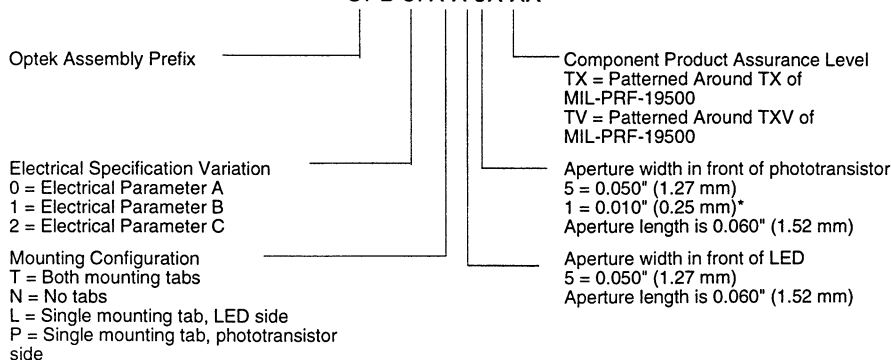 Optek Assembly Prefix
Component Product Assurance Level
TX = Patterned Around TX of
MIL-PRF-19500
TV = Patterned Around TXV of
MIL-PRF-19500
Electrical Specification Variation
0 = Electrical Parameter A
1 = Electrical Parameter B
2 = Electrical Parameter C
Aperture width in front of phototransistor
5 = 0.050" (1.27 mm)
1 = 0.010" (0.25 mm)*
Aperture length is 0.060" (1.52 mm)
Mounting Configuration
T = Both mounting tabs
N = No tabs
L = Single mounting tab, LED side
P = Single mounting tab, phototransistor
side
Aperture width in front of LED
5 = 0.050" (1.27 mm)
Aperture length is 0.060" (1.52 mm)